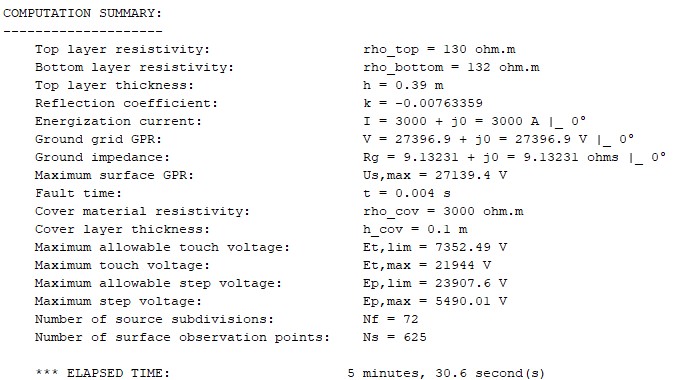 COMPUTATION SUMMARY:
--------------------
Top layer resistivity: rho_top = 130 ohm.m
Bottom layer resistivity: rho_bottom = 132 ohm.m
Top layer thickness: h = 0.39 m
Reflection coefficient: k = -0.00763359
Energization current: I = 3000 + j0 = 3000 A |_ 0°
Ground grid GPR: V = 27396.9 + j0 = 27396.9 V |_ 0°
Ground impedance: Rg = 9.13231 + j0 = 9.13231 ohms |_ 0°
Maximum surface GPR: Us,max = 27139.4 V
Fault time: t = 0.004 s
Cover material resistivity: rho_cov = 3000 ohm.m
Cover layer thickness: h_cov = 0.1 m
Maximum allowable touch voltage: Et,lim = 7352.49 V
Maximum touch voltage: Et,max = 21944 V
Maximum allowable step voltage: Ep,lim = 23907.6 V
Maximum step voltage: Ep,max = 5490.01 V
Number of source subdivisions: Nf = 72
Number of surface observation points: Ns = 625
*** ELAPSED TIME: 5 minutes, 30.6 second(s)